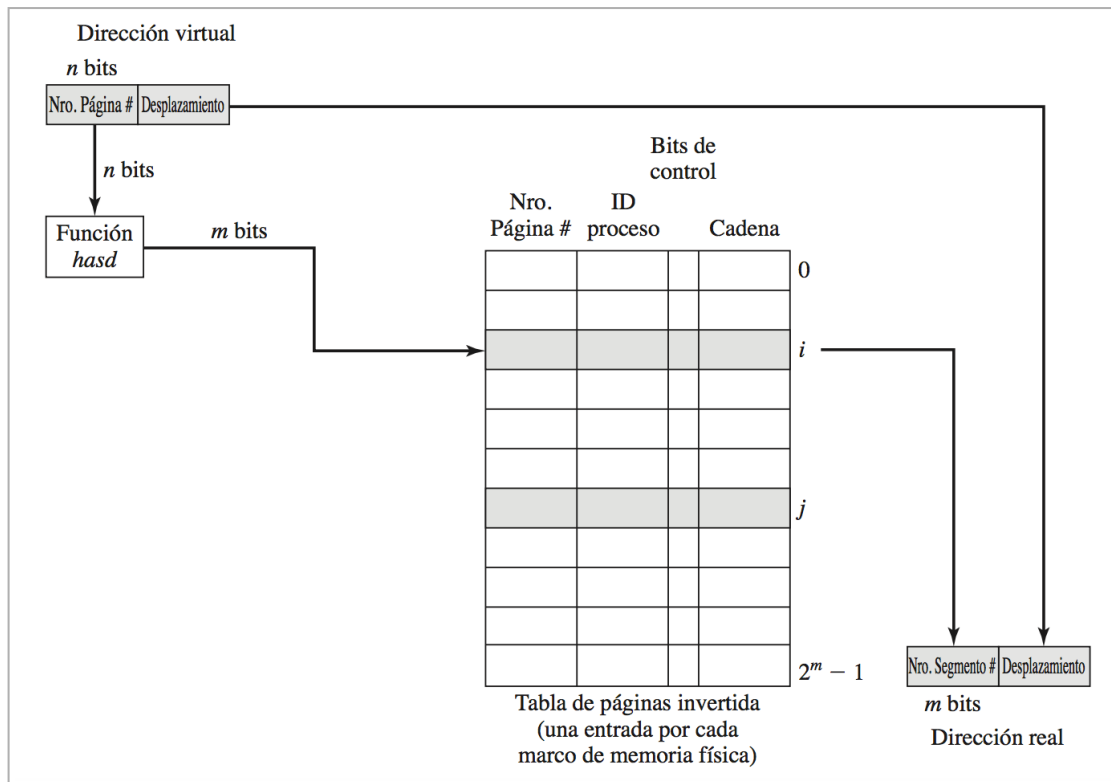 Dirección virtual
n bits
Nro. Página # Desplazamiento
n bits
Función
hasd
m bits
Bits de
control
Nro.
Página #
ID
proceso
Cadena
0
i
j
2^m − 1
Nro. Segmento # Desplazamiento
m bits
Dirección real
Tabla de páginas invertida
(una entrada por cada
marco de memoria física)